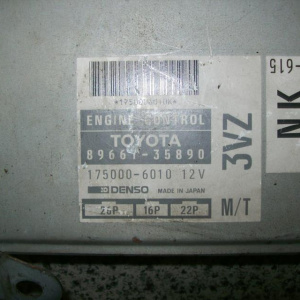 ENGINE CONTROL
TOYOTA
89661-35890
175000-6010 12V
DENSO MADE IN JAPAN
26P 16P 22P
3VZ
M/T
NK
-615